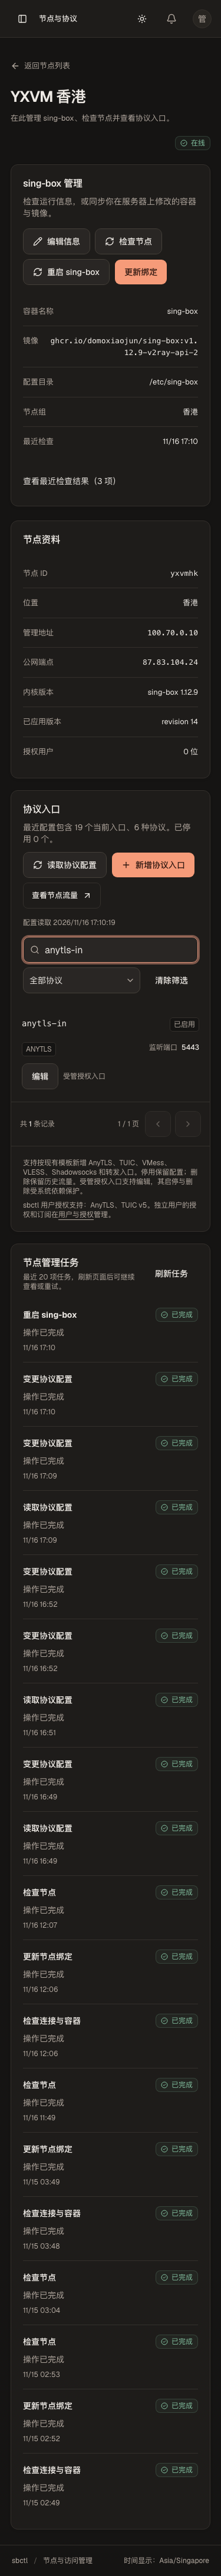 节点与协议
管
返回节点列表
YXVM 香港
在此管理 sing-box、检查节点并查看协议入口。
在线
sing-box 管理
检查运行信息，或同步你在服务器上修改的容器
与镜像。
编辑信息
检查节点
重启 sing-box
更新绑定
容器名称 sing-box
镜像 ghcr.io/domoxiaojun/sing-box:v1.
12.9-v2ray-api-2
配置目录 /etc/sing-box
节点组 香港
最近检查 11/16 17:10
查看最近检查结果（3 项）
节点资料
节点 ID yxvmhk
位置 香港
管理地址 100.70.0.10
公网端点 87.83.104.24
内核版本 sing-box 1.12.9
已应用版本 revision 14
授权用户 0 位
协议入口
最近配置包含 19 个当前入口、6 种协议。已停
用 0 个。
读取协议配置
新增协议入口
查看节点流量
配置读取 2026/11/16 17:10:19
anytls-in
全部协议
清除筛选
anytls-in 已启用
ANYTLS 监听端口 5443
编辑 受管授权入口
共 1 条记录 1 / 1 页
支持按现有模板新增 AnyTLS、TUIC、VMess、
VLESS、Shadowsocks 和转发入口。停用保留配置；删
除保留历史流量。受管授权入口支持编辑，其启停与删
除受系统依赖保护。
sbctl 用户授权支持：AnyTLS、TUIC v5。独立用户的授
权和订阅在用户与授权管理。
节点管理任务
最近 20 项任务，刷新页面后可继续
查看或重试。
刷新任务
重启 sing-box 已完成
操作已完成
11/16 17:10
变更协议配置 已完成
操作已完成
11/16 17:10
变更协议配置 已完成
操作已完成
11/16 17:09
读取协议配置 已完成
操作已完成
11/16 17:09
变更协议配置 已完成
操作已完成
11/16 16:52
变更协议配置 已完成
操作已完成
11/16 16:52
读取协议配置 已完成
操作已完成
11/16 16:51
变更协议配置 已完成
操作已完成
11/16 16:49
读取协议配置 已完成
操作已完成
11/16 16:49
检查节点 已完成
操作已完成
11/16 12:07
更新节点绑定 已完成
操作已完成
11/16 12:06
检查连接与容器 已完成
操作已完成
11/16 12:06
检查节点 已完成
操作已完成
11/16 11:49
更新节点绑定 已完成
操作已完成
11/15 03:49
检查连接与容器 已完成
操作已完成
11/15 03:48
检查节点 已完成
操作已完成
11/15 03:04
检查节点 已完成
操作已完成
11/15 02:53
更新节点绑定 已完成
操作已完成
11/15 02:52
检查连接与容器 已完成
操作已完成
11/15 02:49
sbctl / 节点与访问管理 时间显示：Asia/Singapore